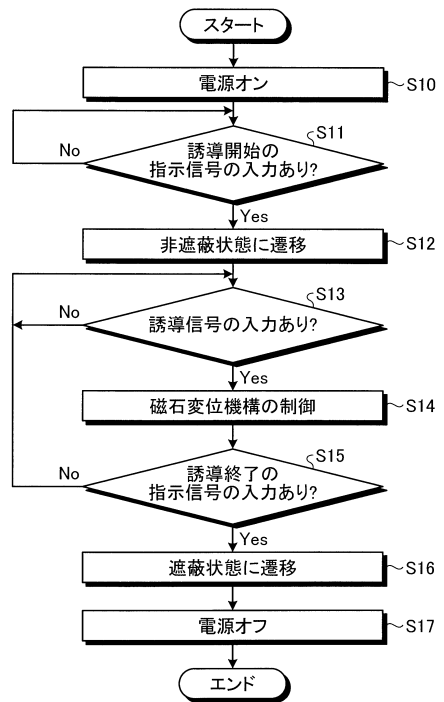 スタート
電源オン
S10
S11
誘導開始の
指示信号の入力あり?
No
Yes
非遮蔽状態に遷移
S12
S13
誘導信号の入力あり?
No
Yes
磁石変位機構の制御
S14
S15
誘導終了の
指示信号の入力あり?
No
Yes
遮蔽状態に遷移
S16
電源オフ
S17
エンド